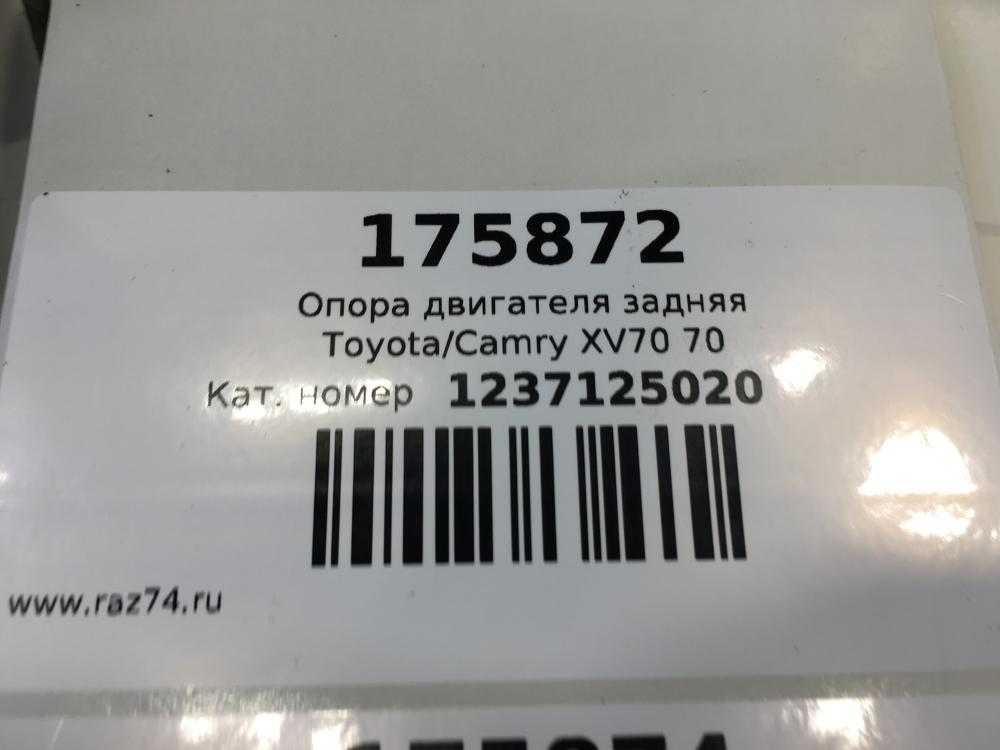 175872
Опора двигателя задняя
Toyota/Camry XV70 70
Кат. номер 1237125020
www.raz74.ru